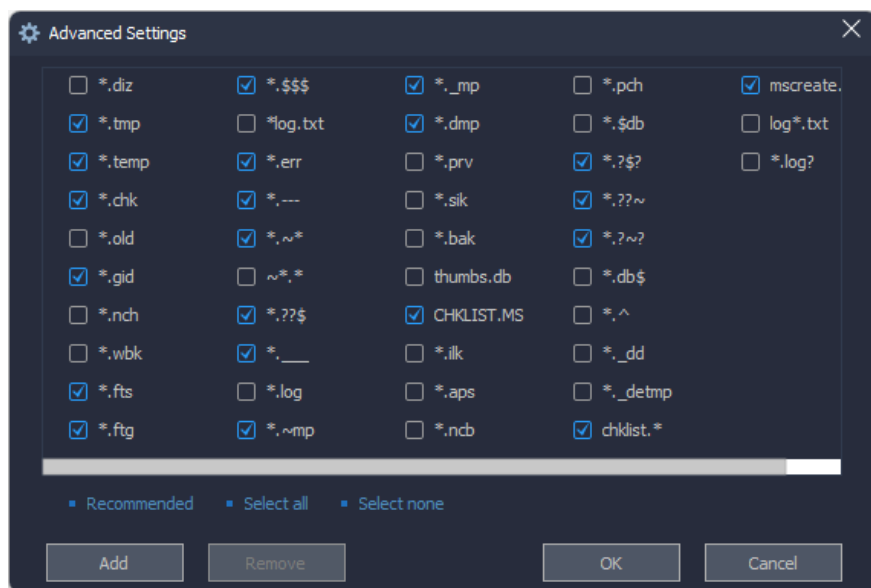 Advanced Settings
*.diz *.$$$ *._mp *.pch mscreate.
*.tmp *log.txt *.dmp *.$db log*.txt
*.temp *.err *.prv *.?$? *.log?
*.chk *.--- *.sik *.??~
*.old *.~* *.bak *.?~?
*.gid ~*.* thumbs.db *.db$
*.nch *.??$ CHKLIST.MS *.^
*.wbk *.___ *.ilk *._dd
*.fts *.log *.aps *._detmp
*.ftg *.~mp *.ncb chklist.*
Recommended Select all Select none
Add Remove OK Cancel